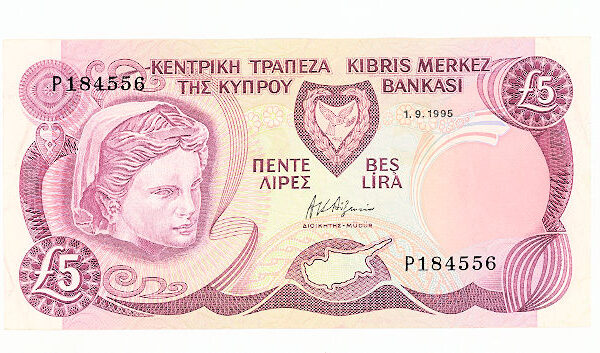 ΚΕΝΤΡΙΚΗ ΤΡΑΠΕΖΑ KIBRIS MERKEZ
P184556 ΤΗΣ ΚΥΠΡΟΥ BANKASI £5
1.9.1995
ΠΕΝΤΕ BEŞ
ΛΙΡΕΣ LİRA
ΔΙΟΙΚΗΤΗΣ - MÜDÜR
£5 P184556